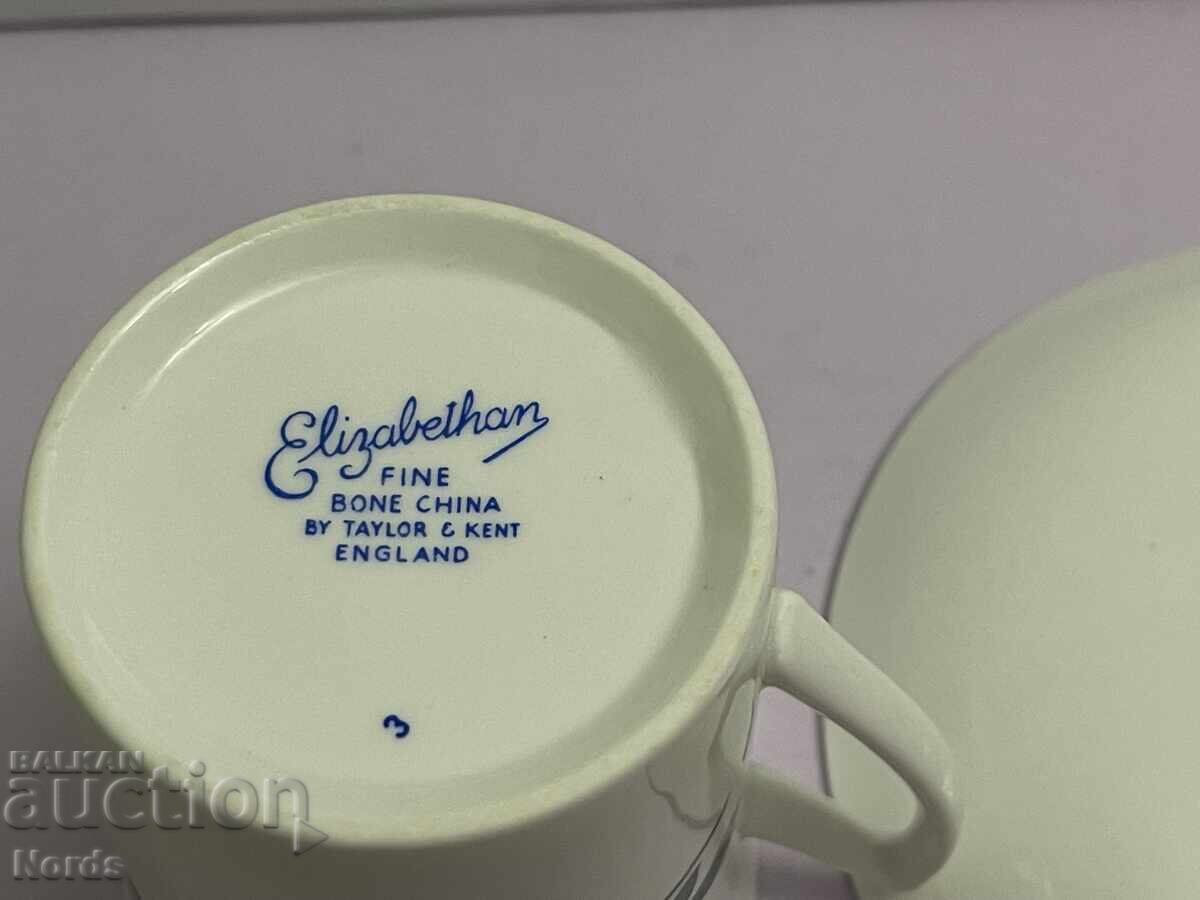 Elizabethan
FINE
BONE CHINA
BY TAYLOR & KENT
ENGLAND
3
BALKAN
auction
Nords